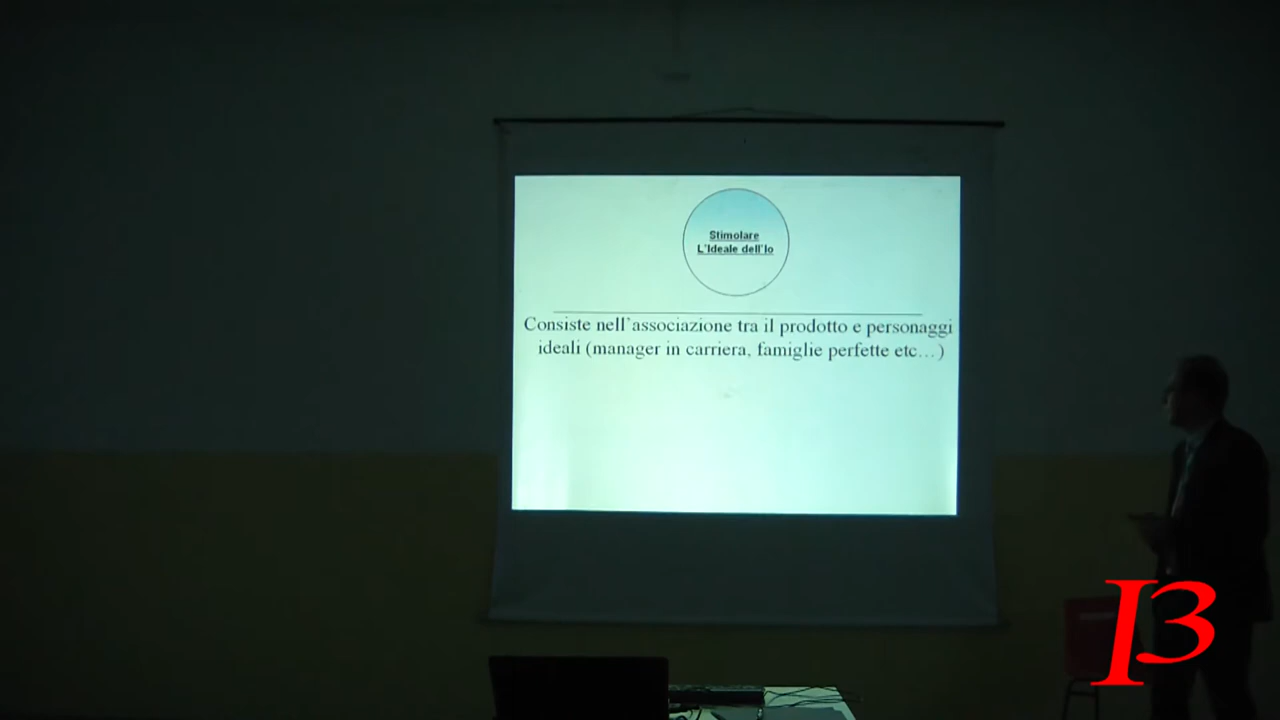 Stimolare
L'Ideale dell'Io
Consiste nell'associazione tra il prodotto e personaggi
ideali (manager in carriera, famiglie perfette etc…)
I3